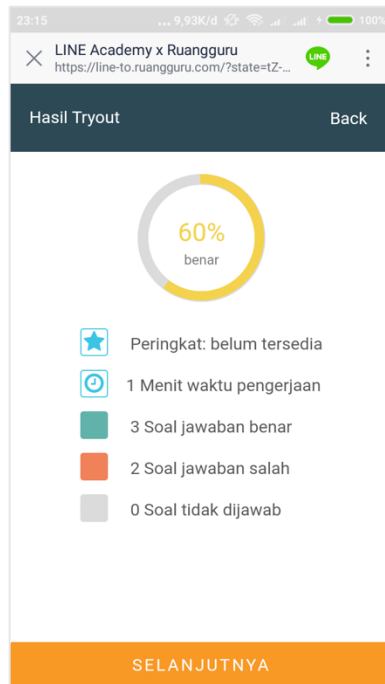 23:15 ... 9,93K/d 100%
LINE Academy x Ruangguru
https://line-to.ruangguru.com/?state=tZ-...
LINE
Hasil Tryout Back
60%
benar
Peringkat: belum tersedia
1 Menit waktu pengerjaan
3 Soal jawaban benar
2 Soal jawaban salah
0 Soal tidak dijawab
SELANJUTNYA